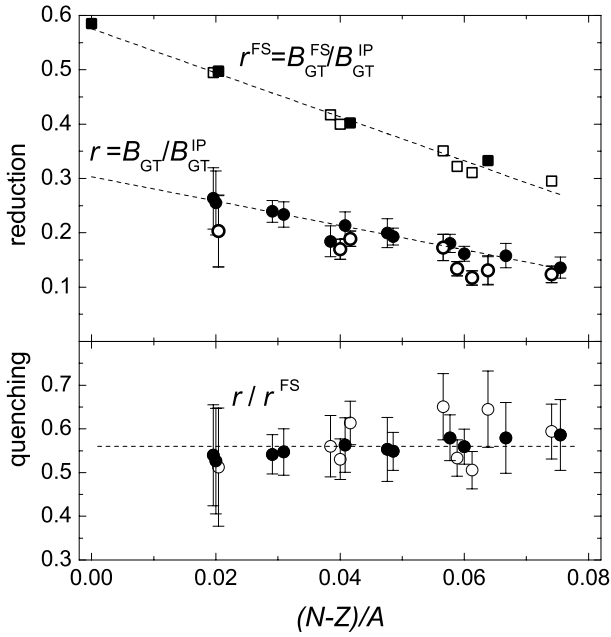 0.6
r^FS=B_GT^FS/B_GT^IP
0.5
0.4
r=B_GT/B_GT^IP
0.3
reduction
0.2
0.1
r / r^FS
0.7
0.6
quenching
0.5
0.4
0.3
0.00 0.02 0.04 0.06 0.08
(N-Z)/A